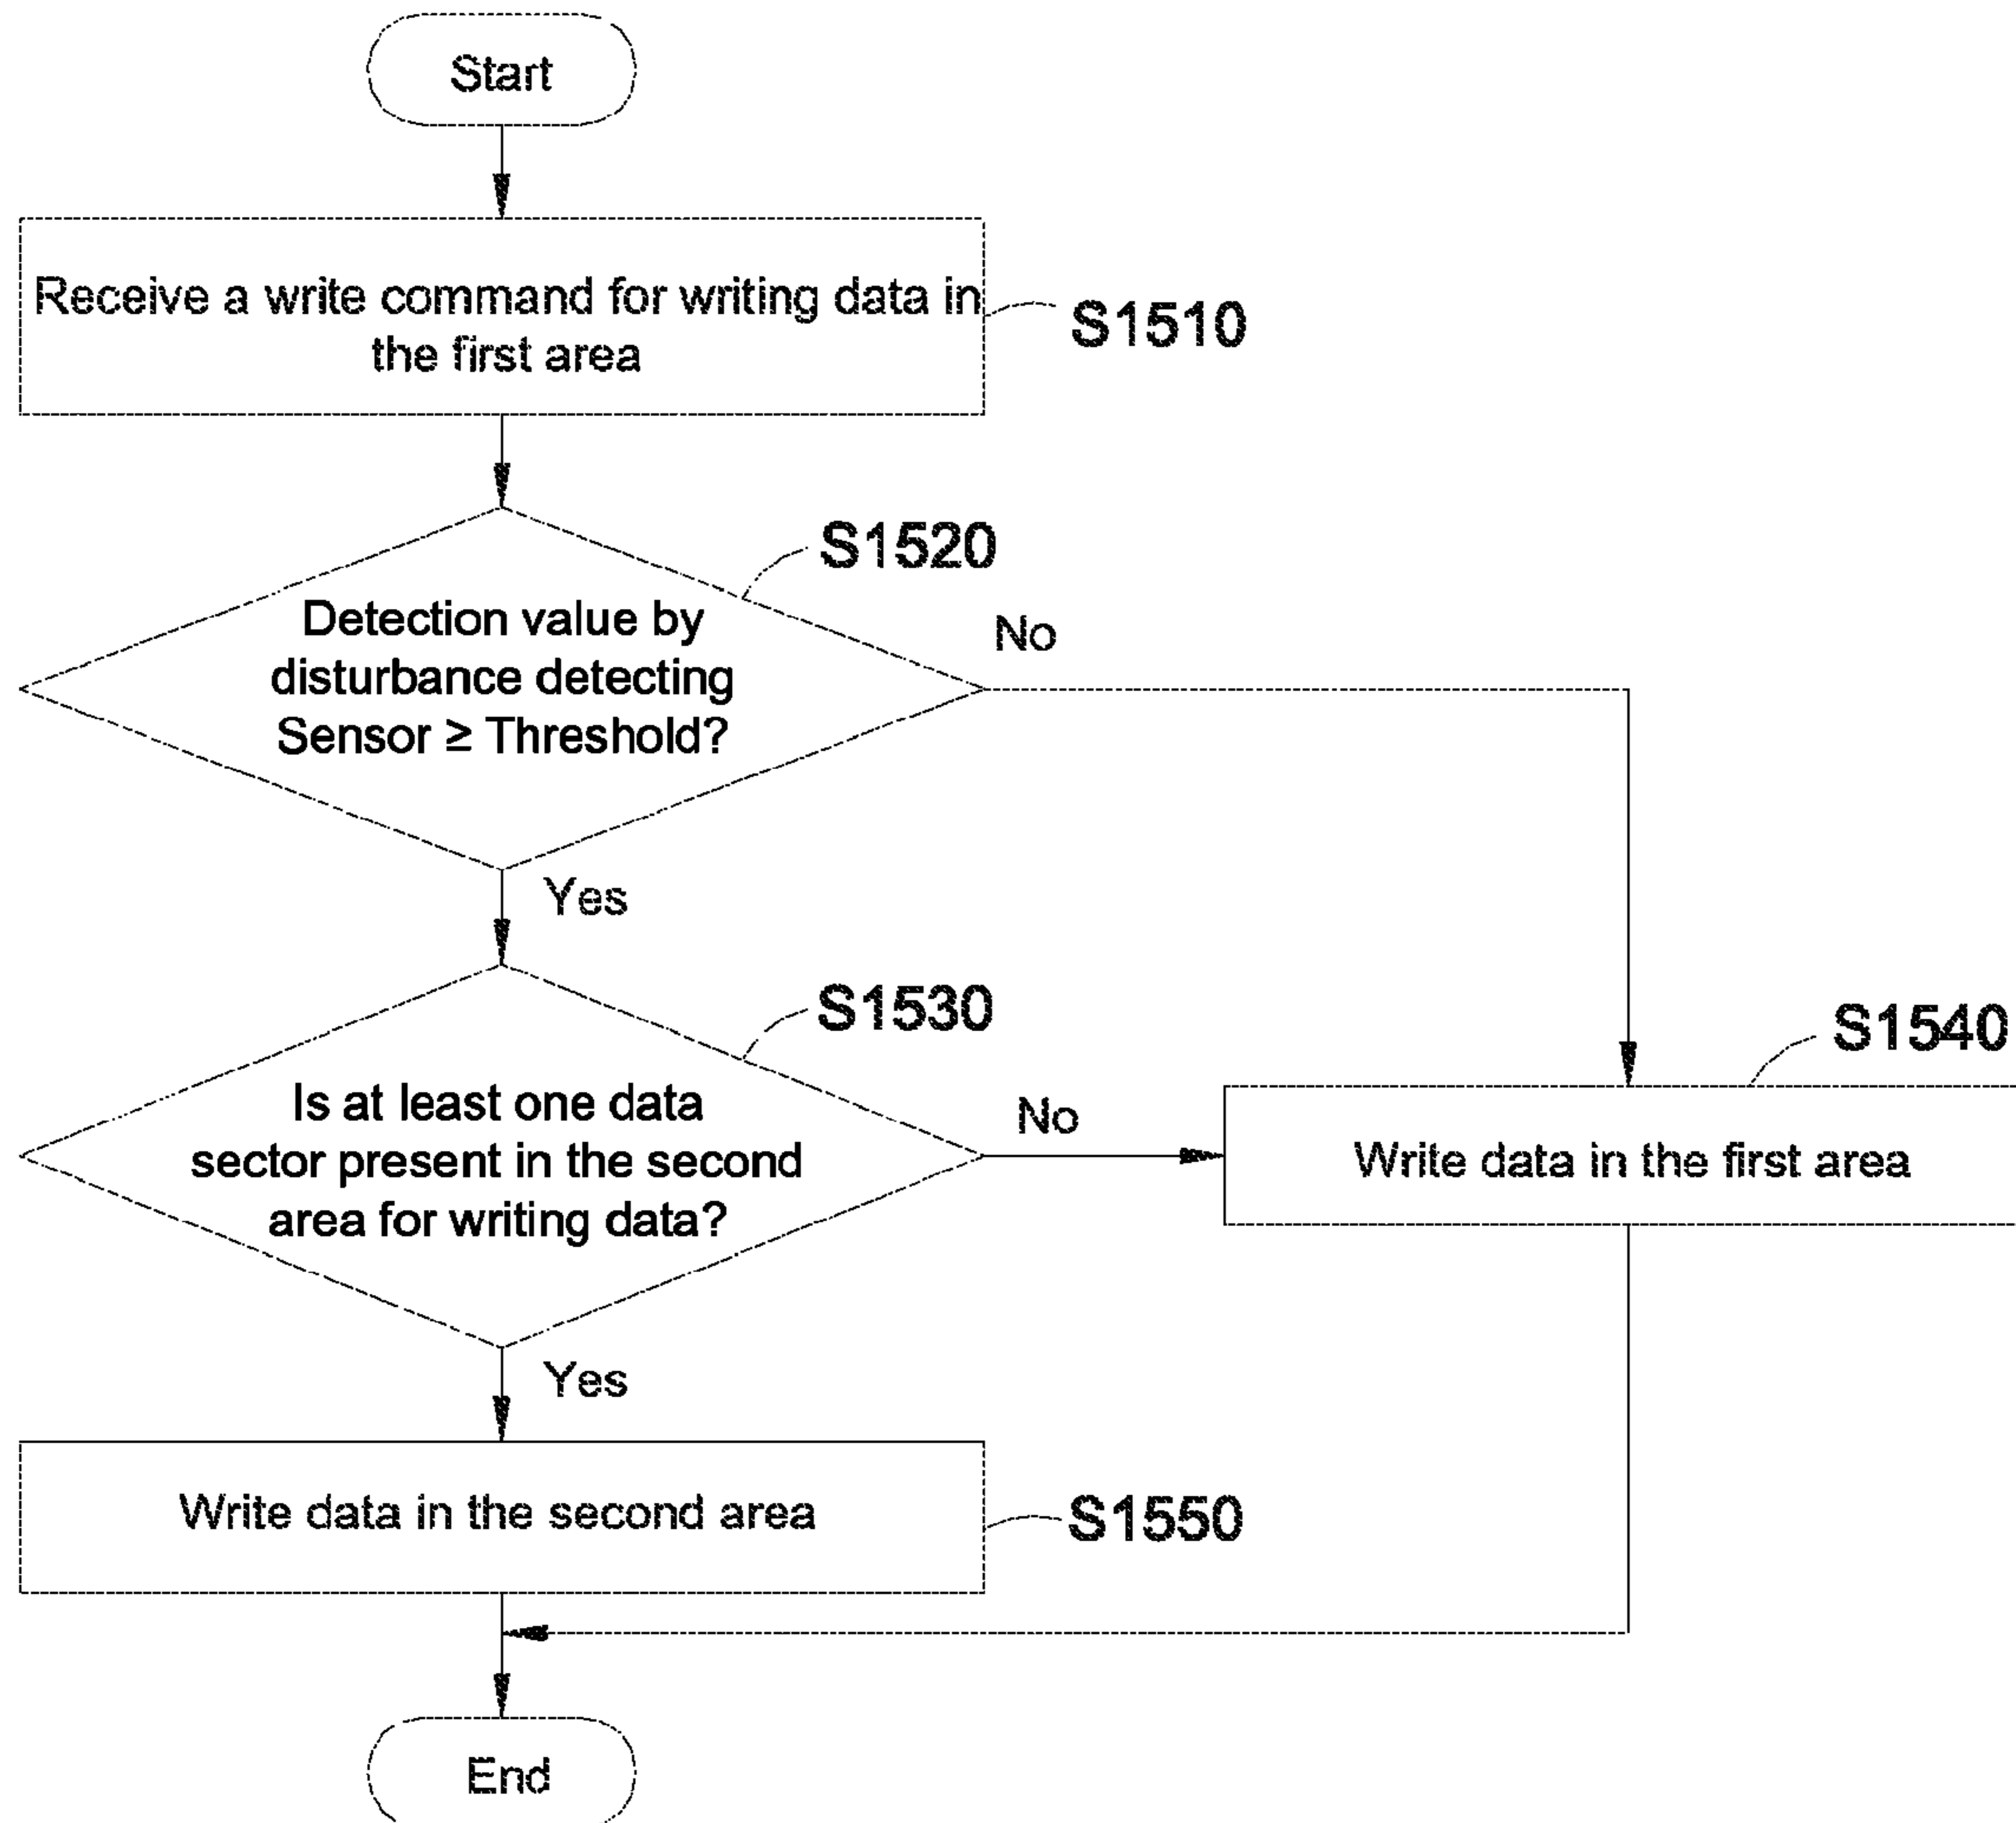 Start
Receive a write command for writing data in
the first area
S1510
S1520
Detection value by
disturbance detecting
Sensor ≥ Threshold?
No
Yes
S1530
Is at least one data
sector present in the second
area for writing data?
No
S1540
Write data in the first area
Yes
Write data in the second area
S1550
End